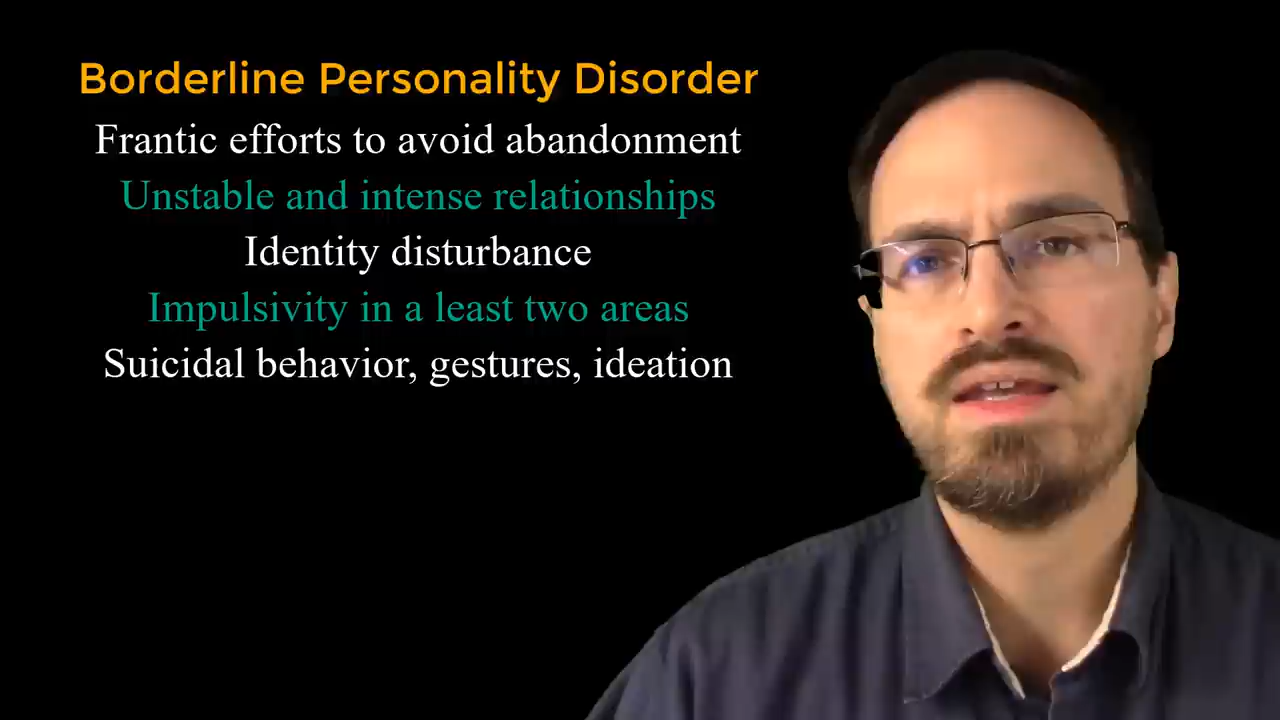 Borderline Personality Disorder
Frantic efforts to avoid abandonment
Unstable and intense relationships
Identity disturbance
Impulsivity in a least two areas
Suicidal behavior, gestures, ideation